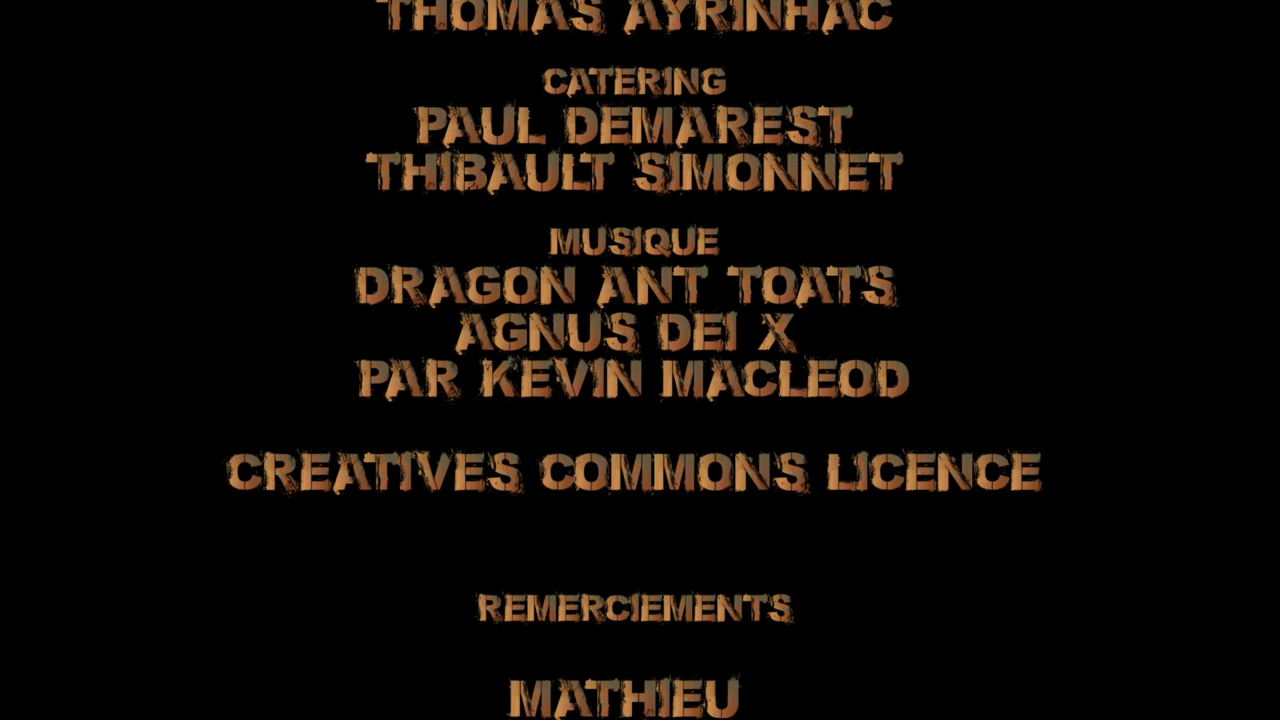 THOMAS AYRINHAC
CATERING
PAUL DEMAREST
THIBAULT SIMONNET
MUSIQUE
DRAGON ANT TOATS
AGNUS DEI X
PAR KEVIN MACLEOD
CREATIVES COMMONS LICENCE
REMERCIEMENTS
MATHIEU